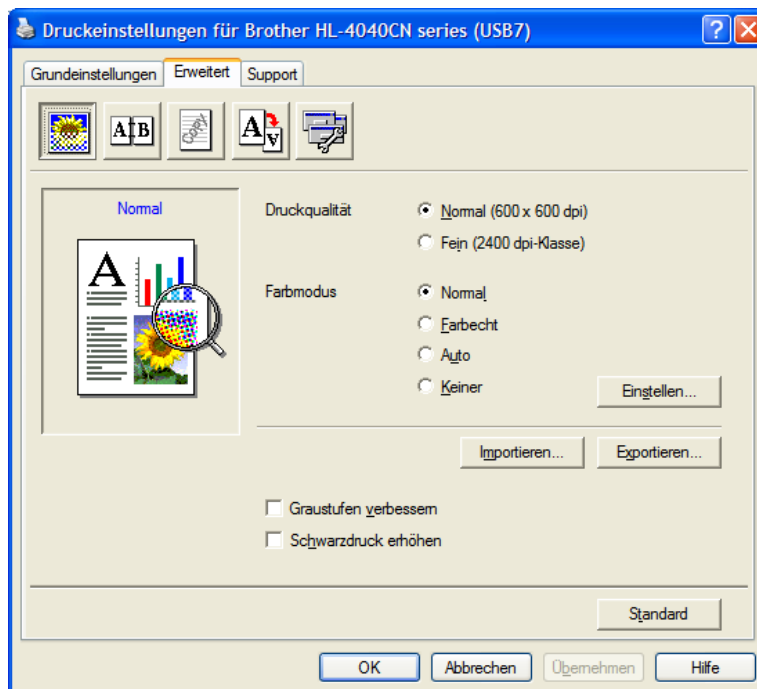 Druckeinstellungen für Brother HL-4040CN series (USB7)
Grundeinstellungen Erweitert Support
A B Copy A A
Normal
A
Druckqualität
Normal (600 x 600 dpi)
Fein (2400 dpi-Klasse)
Farbmodus
Normal
Farbecht
Auto
Keiner
Einstellen...
Importieren... Exportieren...
Graustufen verbessern
Schwarzdruck erhöhen
Standard
OK Abbrechen Übernehmen Hilfe